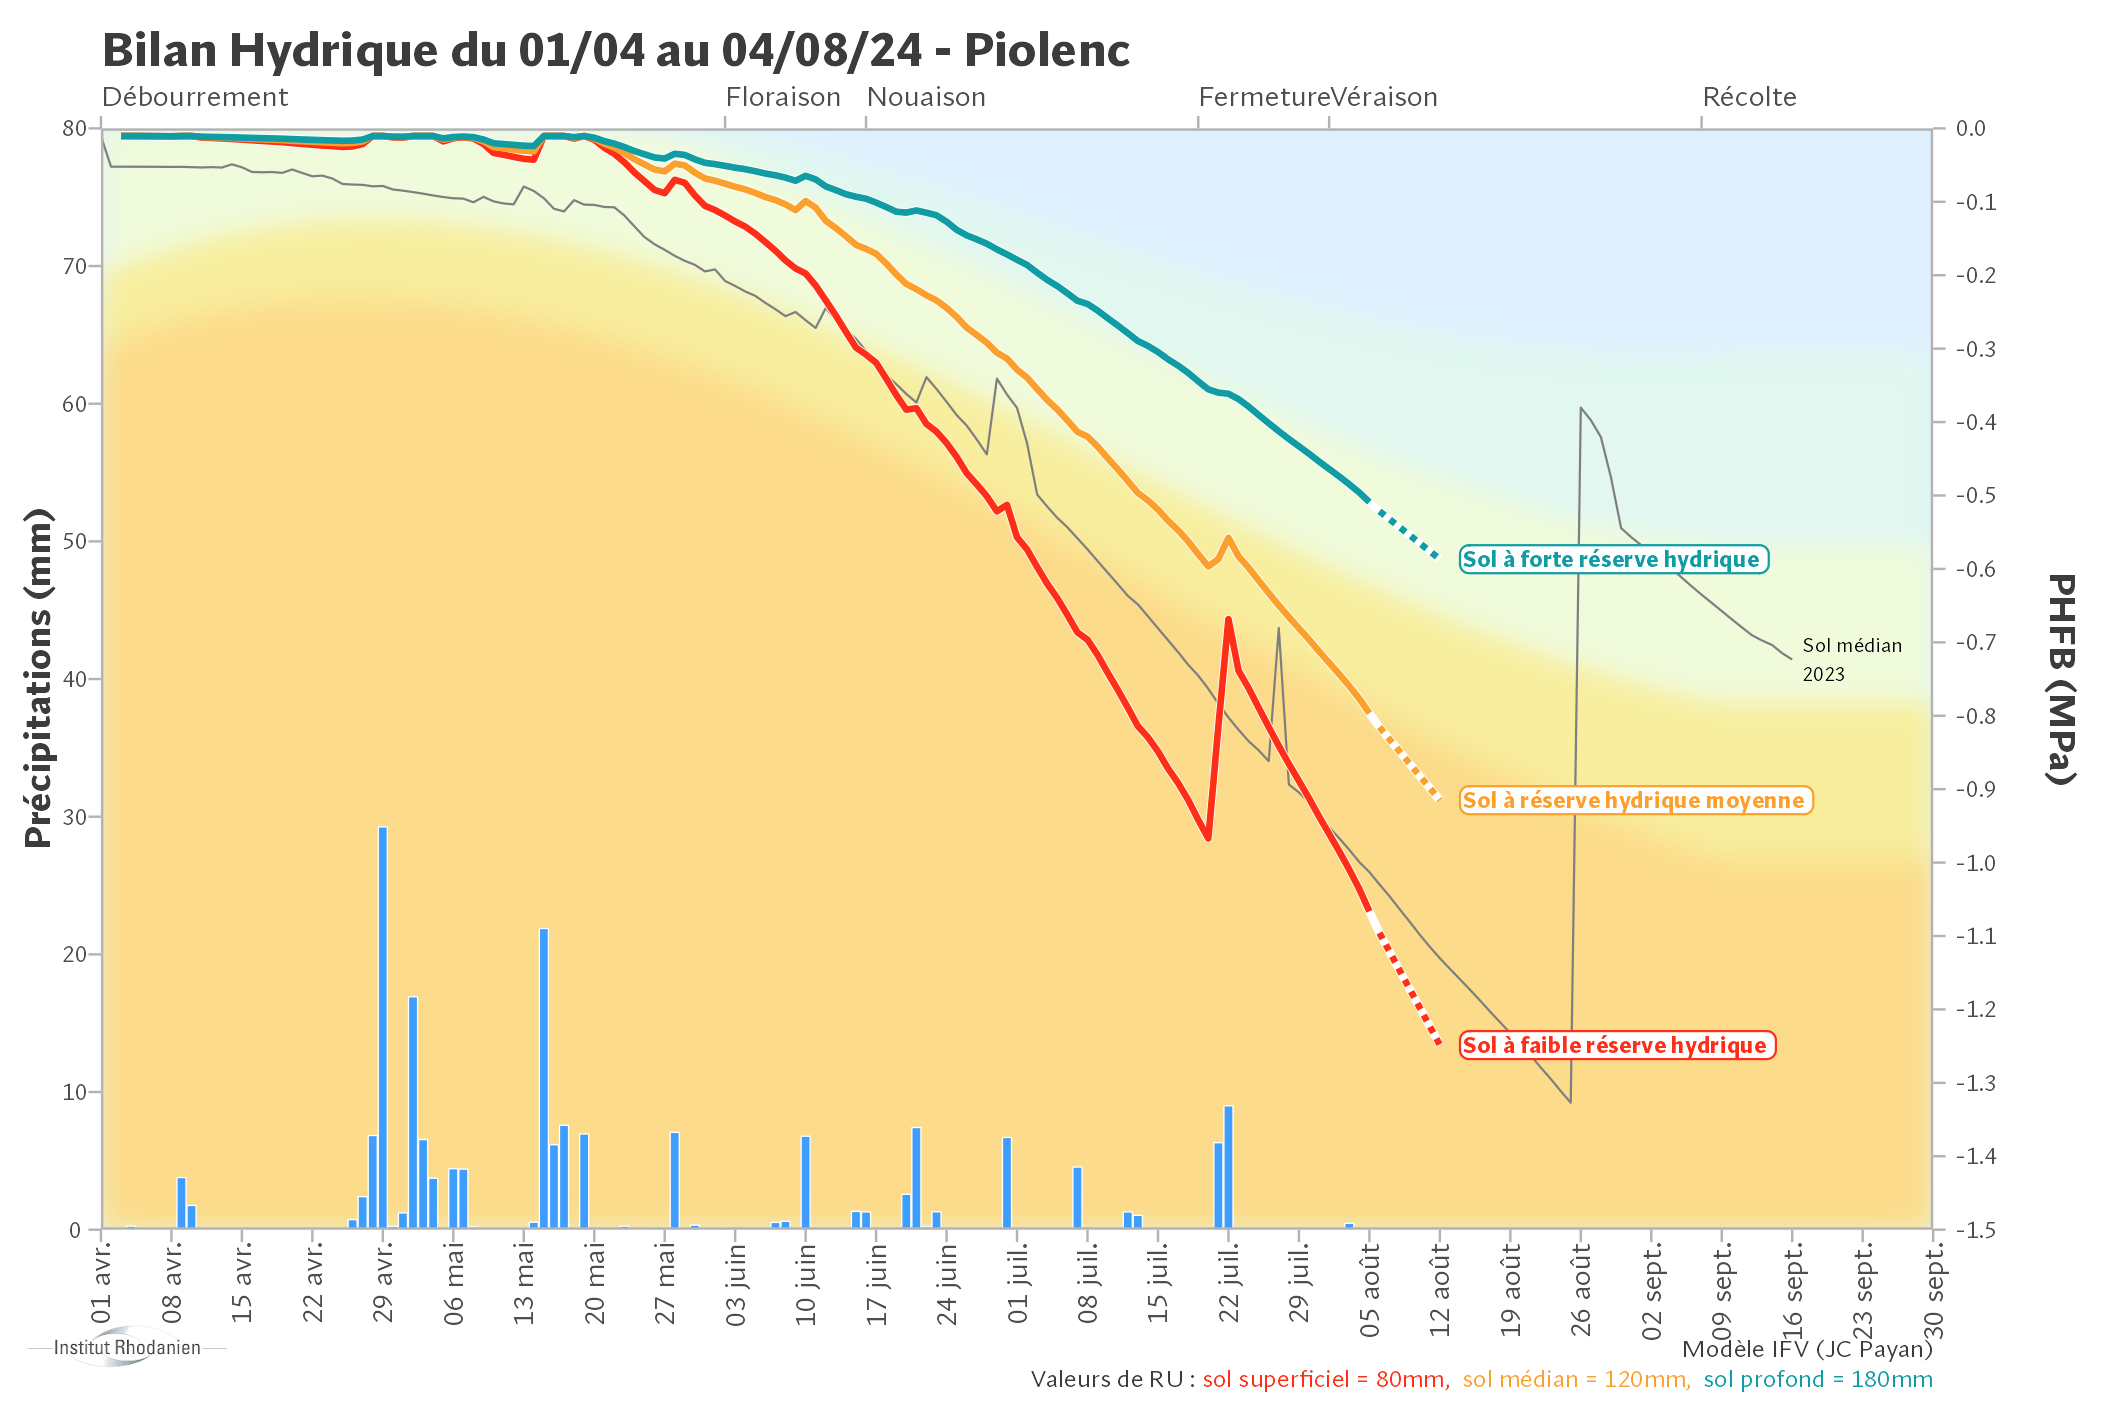 Bilan Hydrique du 01/04 au 04/08/24 - Piolenc
Débourrement
Floraison
Nouaison
Fermeture
Véraison
Récolte
80
70
60
50
40
30
20
10
0
Précipitations (mm)
0.0
-0.1
-0.2
-0.3
-0.4
-0.5
-0.6
-0.7
-0.8
-0.9
-1.0
-1.1
-1.2
-1.3
-1.4
-1.5
PHFB (MPa)
Sol à forte réserve hydrique
Sol médian
2023
Sol à réserve hydrique moyenne
Sol à faible réserve hydrique
01 avr.
08 avr.
15 avr.
22 avr.
29 avr.
06 mai
13 mai
20 mai
27 mai
03 juin
10 juin
17 juin
24 juin
01 juil.
08 juil.
15 juil.
22 juil.
29 juil.
05 août
12 août
19 août
26 août
02 sept.
09 sept.
16 sept.
23 sept.
30 sept.
Institut Rhodanien
Modèle IFV (JC Payan)
Valeurs de RU : sol superficiel = 80mm, sol médian = 120mm, sol profond = 180mm